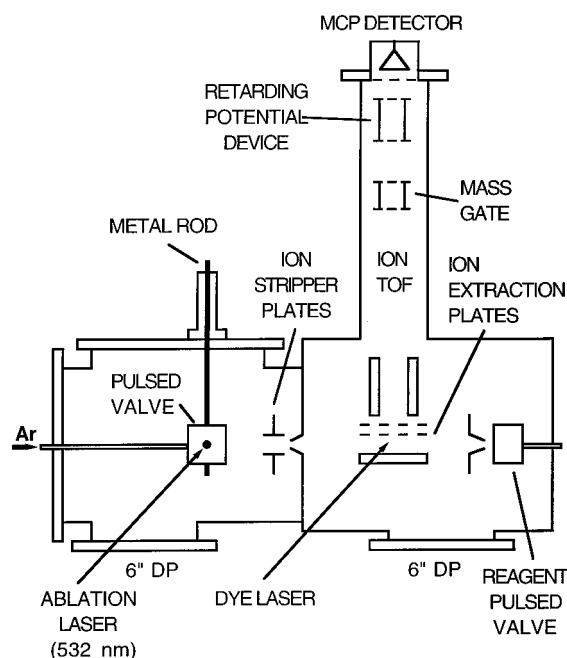 MCP DETECTOR
RETARDING
POTENTIAL
DEVICE
MASS
GATE
METAL ROD
ION
STRIPPER
PLATES
ION
TOF
ION
EXTRACTION
PLATES
PULSED
VALVE
Ar
6" DP
6" DP
ABLATION
LASER
(532 nm)
DYE LASER
REAGENT
PULSED
VALVE